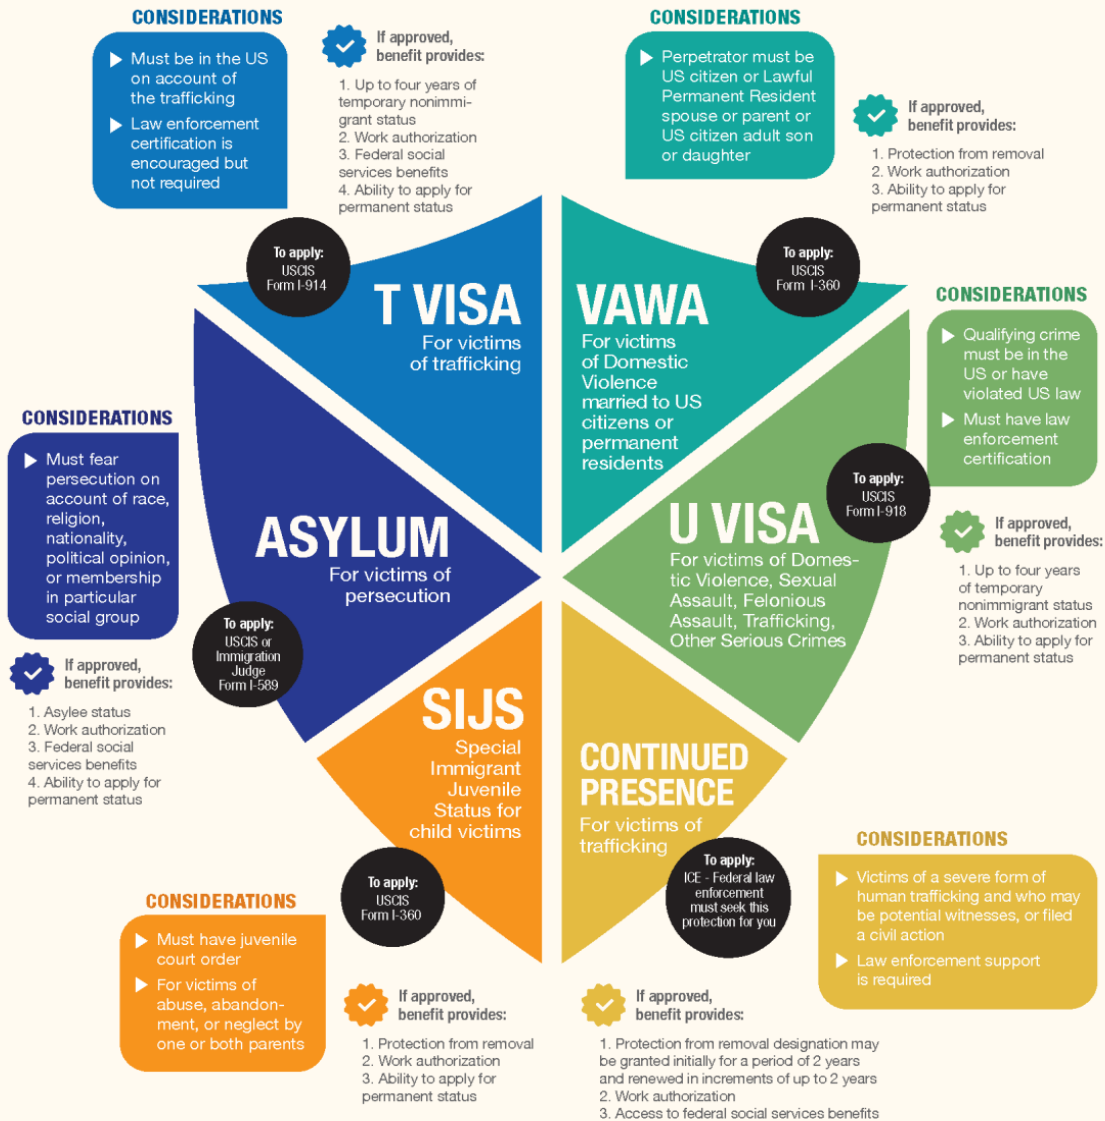 CONSIDERATIONS
Must be in the US
on account of
the trafficking
Law enforcement
certification is
encouraged but
not required
If approved,
benefit provides:
1. Up to four years of
temporary nonimmi-
grant status
2. Work authorization
3. Federal social
services benefits
4. Ability to apply for
permanent status
To apply:
USCIS
Form I-914
T VISA
For victims
of trafficking
CONSIDERATIONS
Perpetrator must be
US citizen or Lawful
Permanent Resident
spouse or parent or
US citizen adult son
or daughter
If approved,
benefit provides:
1. Protection from removal
2. Work authorization
3. Ability to apply for
permanent status
To apply:
USCIS
Form I-360
VAWA
For victims
of Domestic
Violence
married to US
citizens or
permanent
residents
CONSIDERATIONS
Qualifying crime
must be in the
US or have
violated US law
Must have law
enforcement
certification
To apply:
USCIS
Form I-918
If approved,
benefit provides:
1. Up to four years
of temporary
nonimmigrant status
2. Work authorization
3. Ability to apply for
permanent status
U VISA
For victims of Domes-
tic Violence, Sexual
Assault, Felonious
Assault, Trafficking,
Other Serious Crimes
CONSIDERATIONS
Must fear
persecution on
account of race,
religion,
nationality,
political opinion,
or membership
in particular
social group
ASYLUM
For victims of
persecution
To apply:
USCIS or
Immigration
Judge
Form I-589
If approved,
benefit provides:
1. Asylee status
2. Work authorization
3. Federal social
services benefits
4. Ability to apply for
permanent status
SIJS
Special
Immigrant
Juvenile
Status for
child victims
To apply:
USCIS
Form I-360
CONSIDERATIONS
Must have juvenile
court order
For victims of
abuse, abandon-
ment, or neglect by
one or both parents
If approved,
benefit provides:
1. Protection from removal
2. Work authorization
3. Ability to apply for
permanent status
CONTINUED
PRESENCE
For victims of
trafficking
To apply:
ICE - Federal law
enforcement
must seek this
protection for you
CONSIDERATIONS
Victims of a severe form of
human trafficking and who may
be potential witnesses, or filed
a civil action
Law enforcement support
is required
If approved,
benefit provides:
1. Protection from removal designation may
be granted initially for a period of 2 years
and renewed in increments of up to 2 years
2. Work authorization
3. Access to federal social services benefits